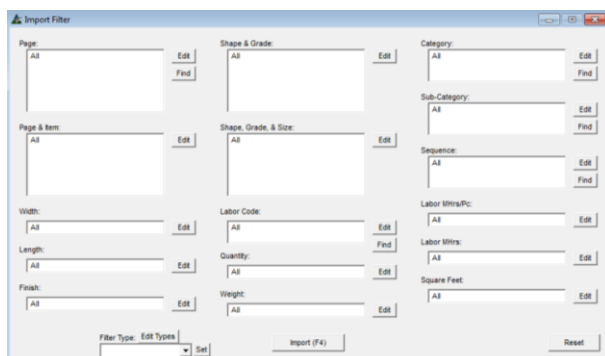 Import Filter
Page:
All
Edit
Find
Page & Item:
All
Edit
Width:
All
Edit
Length:
All
Edit
Finish:
All
Edit
Shape & Grade:
All
Edit
Shape, Grade, & Size:
All
Edit
Labor Code:
All
Edit
Find
Quantity:
All
Edit
Weight:
All
Edit
Category:
All
Edit
Find
Sub-Category:
All
Edit
Find
Sequence:
All
Edit
Find
Labor MHrs/Pc:
All
Edit
Labor MHrs:
All
Edit
Square Feet:
All
Edit
Filter Type: Edit Types
Set
Import (F4)
Reset